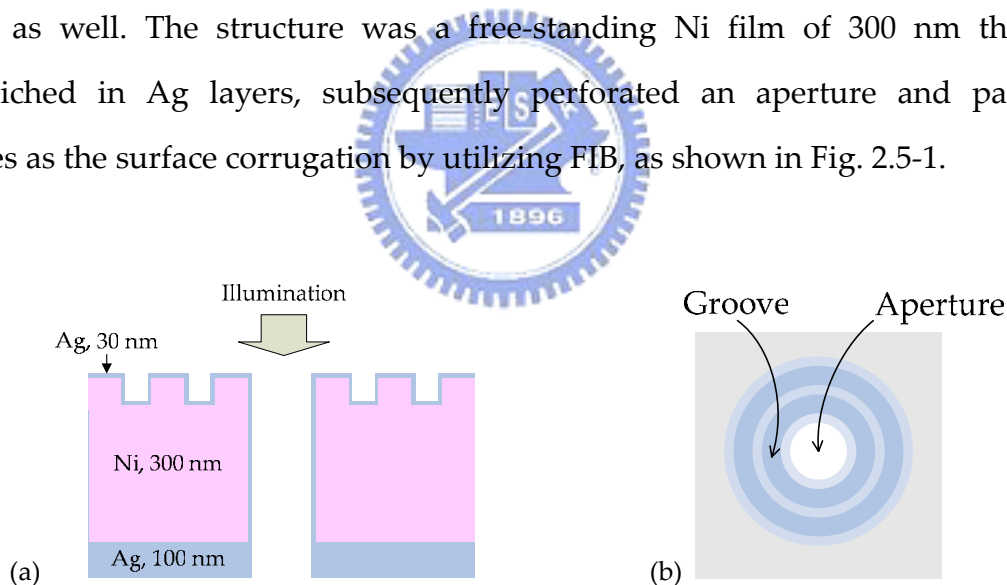 as well. The structure was a free-standing Ni film of 300 nm th
iched in Ag layers, subsequently perforated an aperture and pa
es as the surface corrugation by utilizing FIB, as shown in Fig. 2.5-1.
ES
1896
Illumination
Ag, 30 nm
Ni, 300 nm
Ag, 100 nm
(a)
Groove
Aperture
(b)